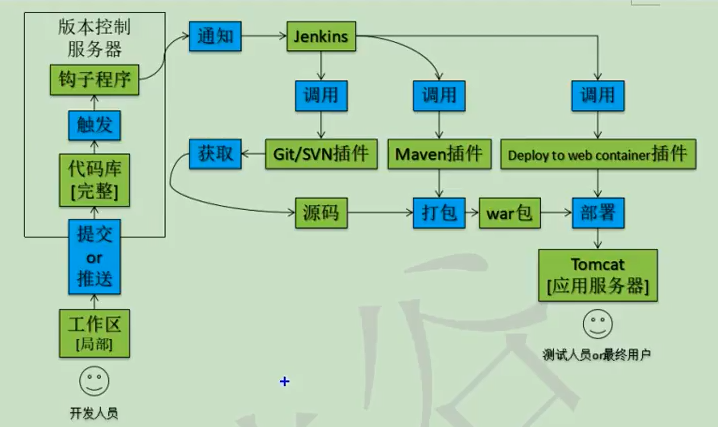 版本控制
服务器
钩子程序
触发
代码库
[完整]
提交
or
推送
工作区
[局部]
开发人员
通知
Jenkins
调用
调用
调用
获取
Git/SVN插件
Maven插件
Deploy to web container插件
源码
打包
war包
部署
Tomcat
[应用服务器]
测试人员or最终用户